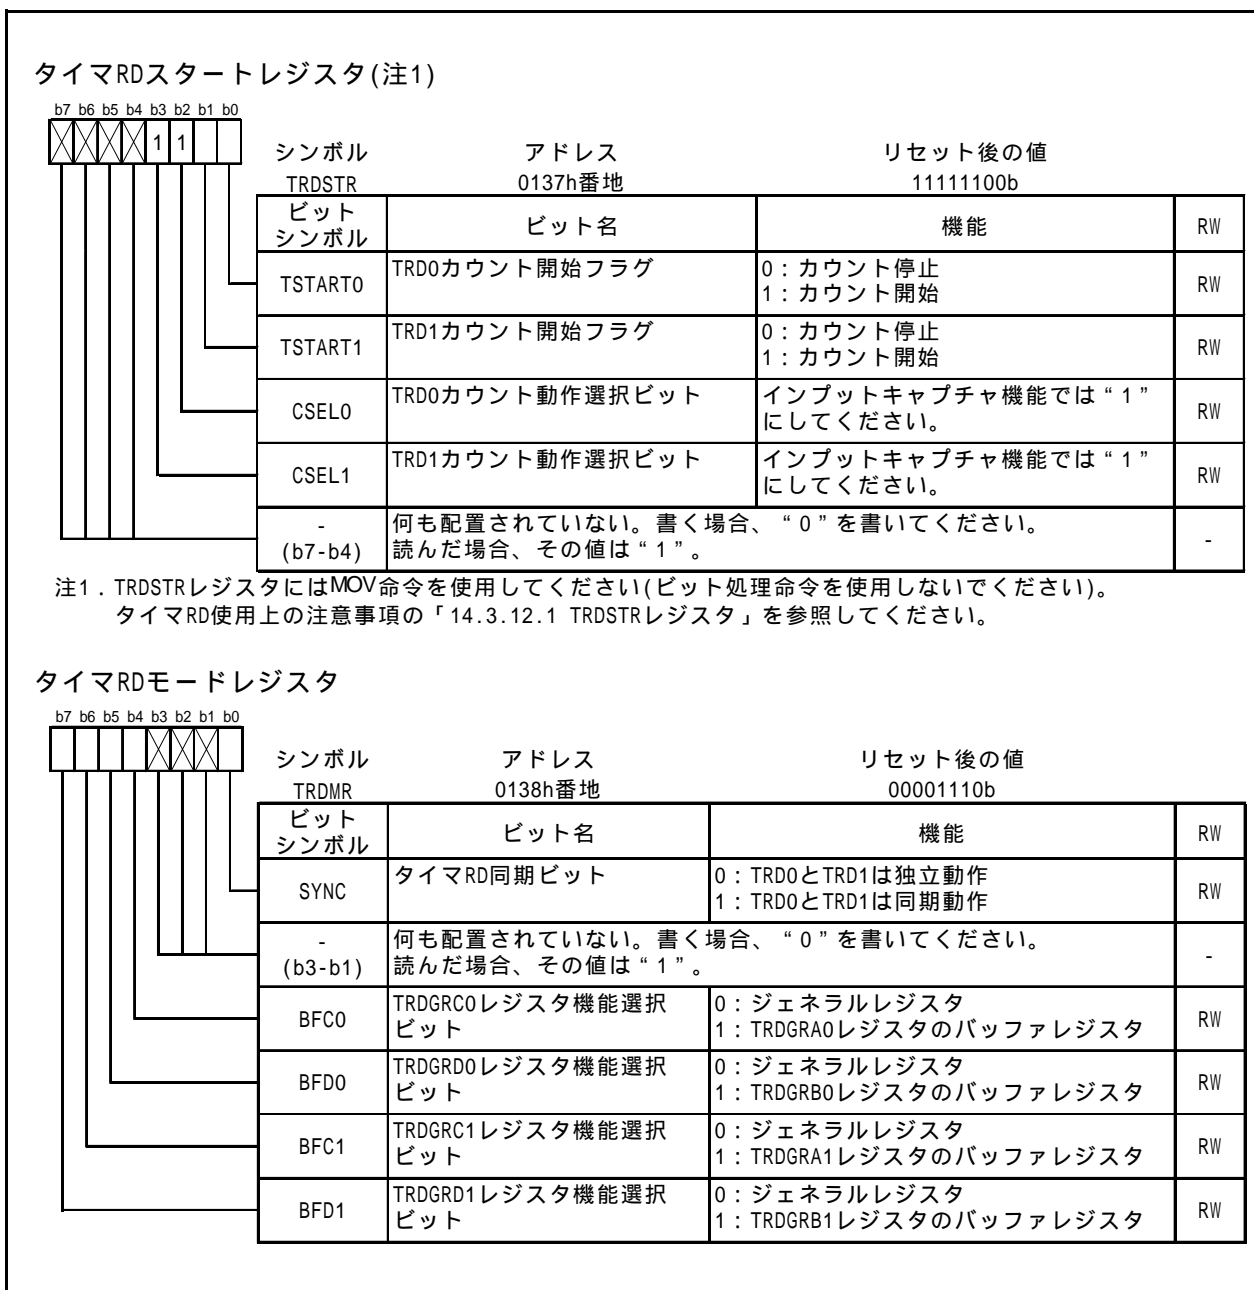 タイマRDスタートレジスタ(注1)
b7 b6 b5 b4 b3 b2 b1 b0
1 1
シンボル アドレス リセット後の値
TRDSTR 0137h番地 11111100b
ビット
シンボル ビット名 機能 RW
TSTART0 TRD0カウント開始フラグ 0：カウント停止
1：カウント開始 RW
TSTART1 TRD1カウント開始フラグ 0：カウント停止
1：カウント開始 RW
CSEL0 TRD0カウント動作選択ビット インプットキャプチャ機能では“1”
にしてください。 RW
CSEL1 TRD1カウント動作選択ビット インプットキャプチャ機能では“1”
にしてください。 RW
-
(b7-b4) 何も配置されていない。書く場合、“0”を書いてください。
読んだ場合、その値は“1”。 -
注1．TRDSTRレジスタにはMOV命令を使用してください(ビット処理命令を使用しないでください)。
タイマRD使用上の注意事項の「14.3.12.1 TRDSTRレジスタ」を参照してください。
タイマRDモードレジスタ
b7 b6 b5 b4 b3 b2 b1 b0
シンボル アドレス リセット後の値
TRDMR 0138h番地 00001110b
ビット
シンボル ビット名 機能 RW
SYNC タイマRD同期ビット 0：TRD0とTRD1は独立動作
1：TRD0とTRD1は同期動作 RW
-
(b3-b1) 何も配置されていない。書く場合、“0”を書いてください。
読んだ場合、その値は“1”。 -
BFC0 TRDGRC0レジスタ機能選択
ビット 0：ジェネラルレジスタ
1：TRDGRA0レジスタのバッファレジスタ RW
BFD0 TRDGRD0レジスタ機能選択
ビット 0：ジェネラルレジスタ
1：TRDGRB0レジスタのバッファレジスタ RW
BFC1 TRDGRC1レジスタ機能選択
ビット 0：ジェネラルレジスタ
1：TRDGRA1レジスタのバッファレジスタ RW
BFD1 TRDGRD1レジスタ機能選択
ビット 0：ジェネラルレジスタ
1：TRDGRB1レジスタのバッファレジスタ RW